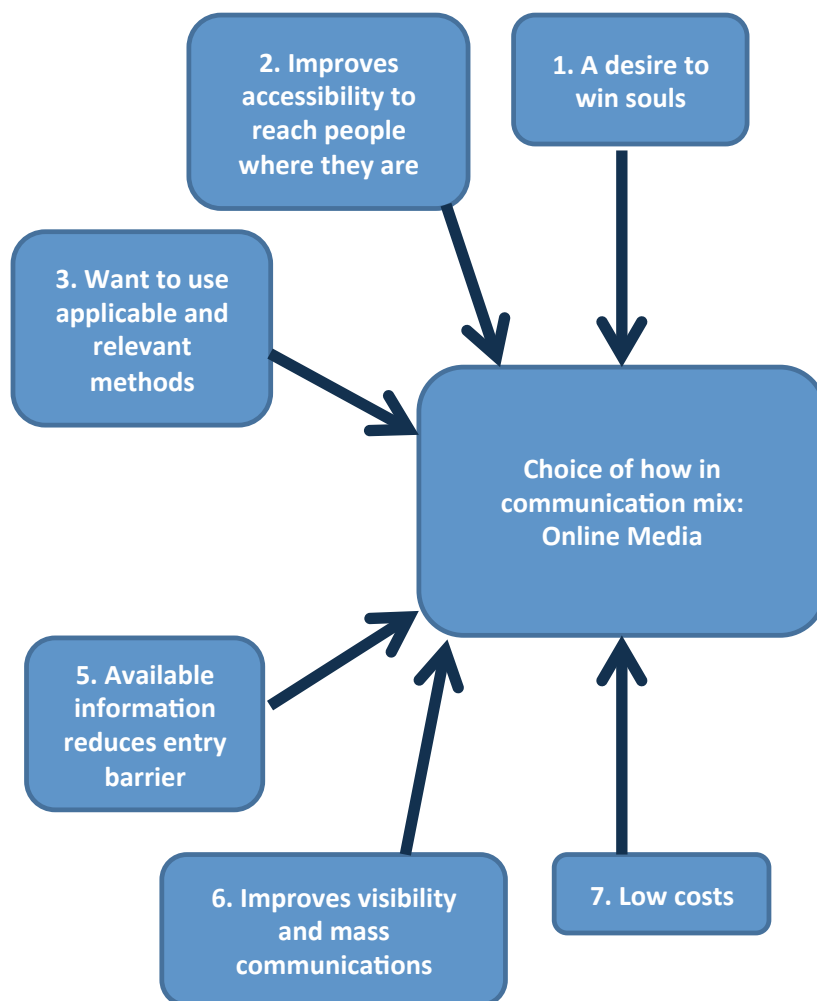 2. Improves
accessibility to
reach people
where they are
1. A desire to
win souls
3. Want to use
applicable and
relevant
methods
Choice of how in
communication mix:
Online Media
5. Available
information
reduces entry
barrier
6. Improves visibility
and mass
communications
7. Low costs